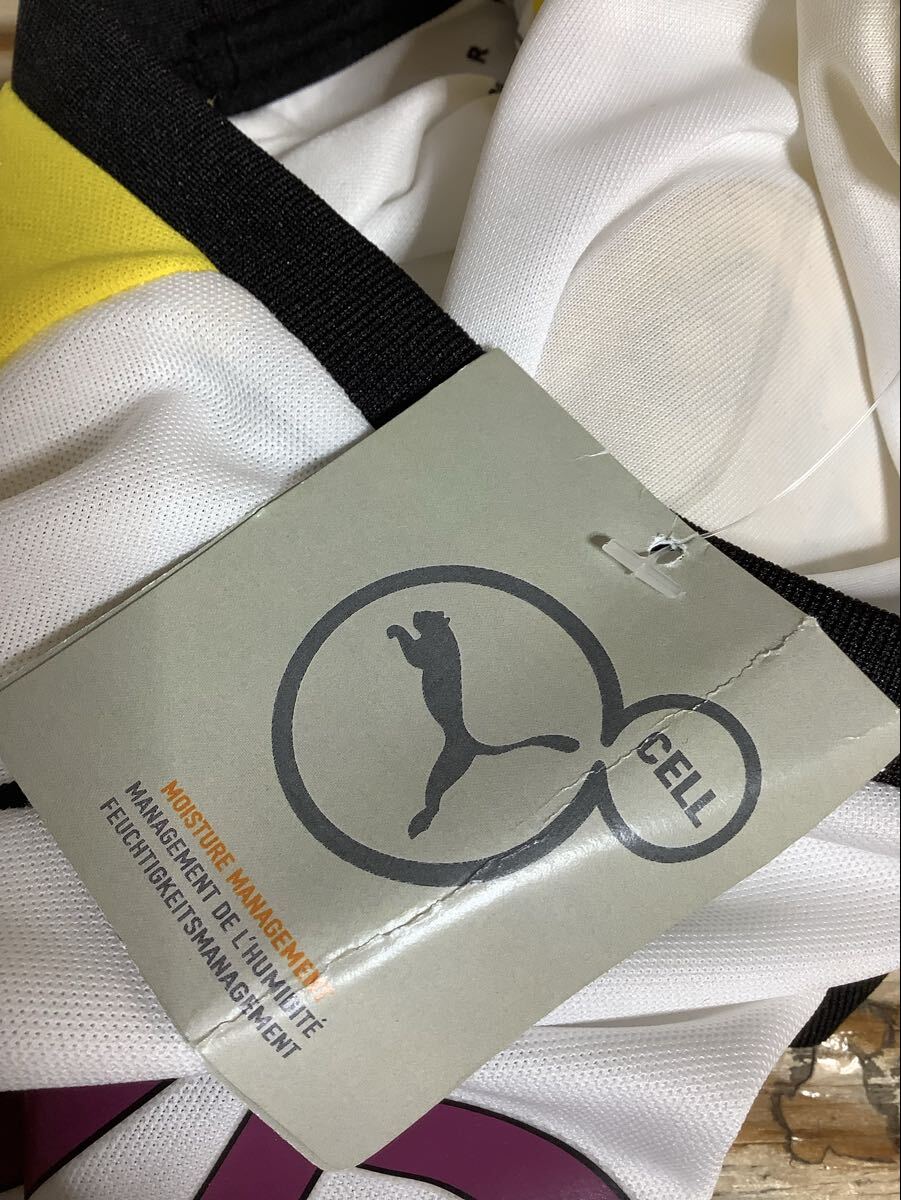 R
CELL
MOISTURE MANAGEMENT
MANAGEMENT DE L'HUMIDITÉ
FEUCHTIGKEITSMANAGEMENT